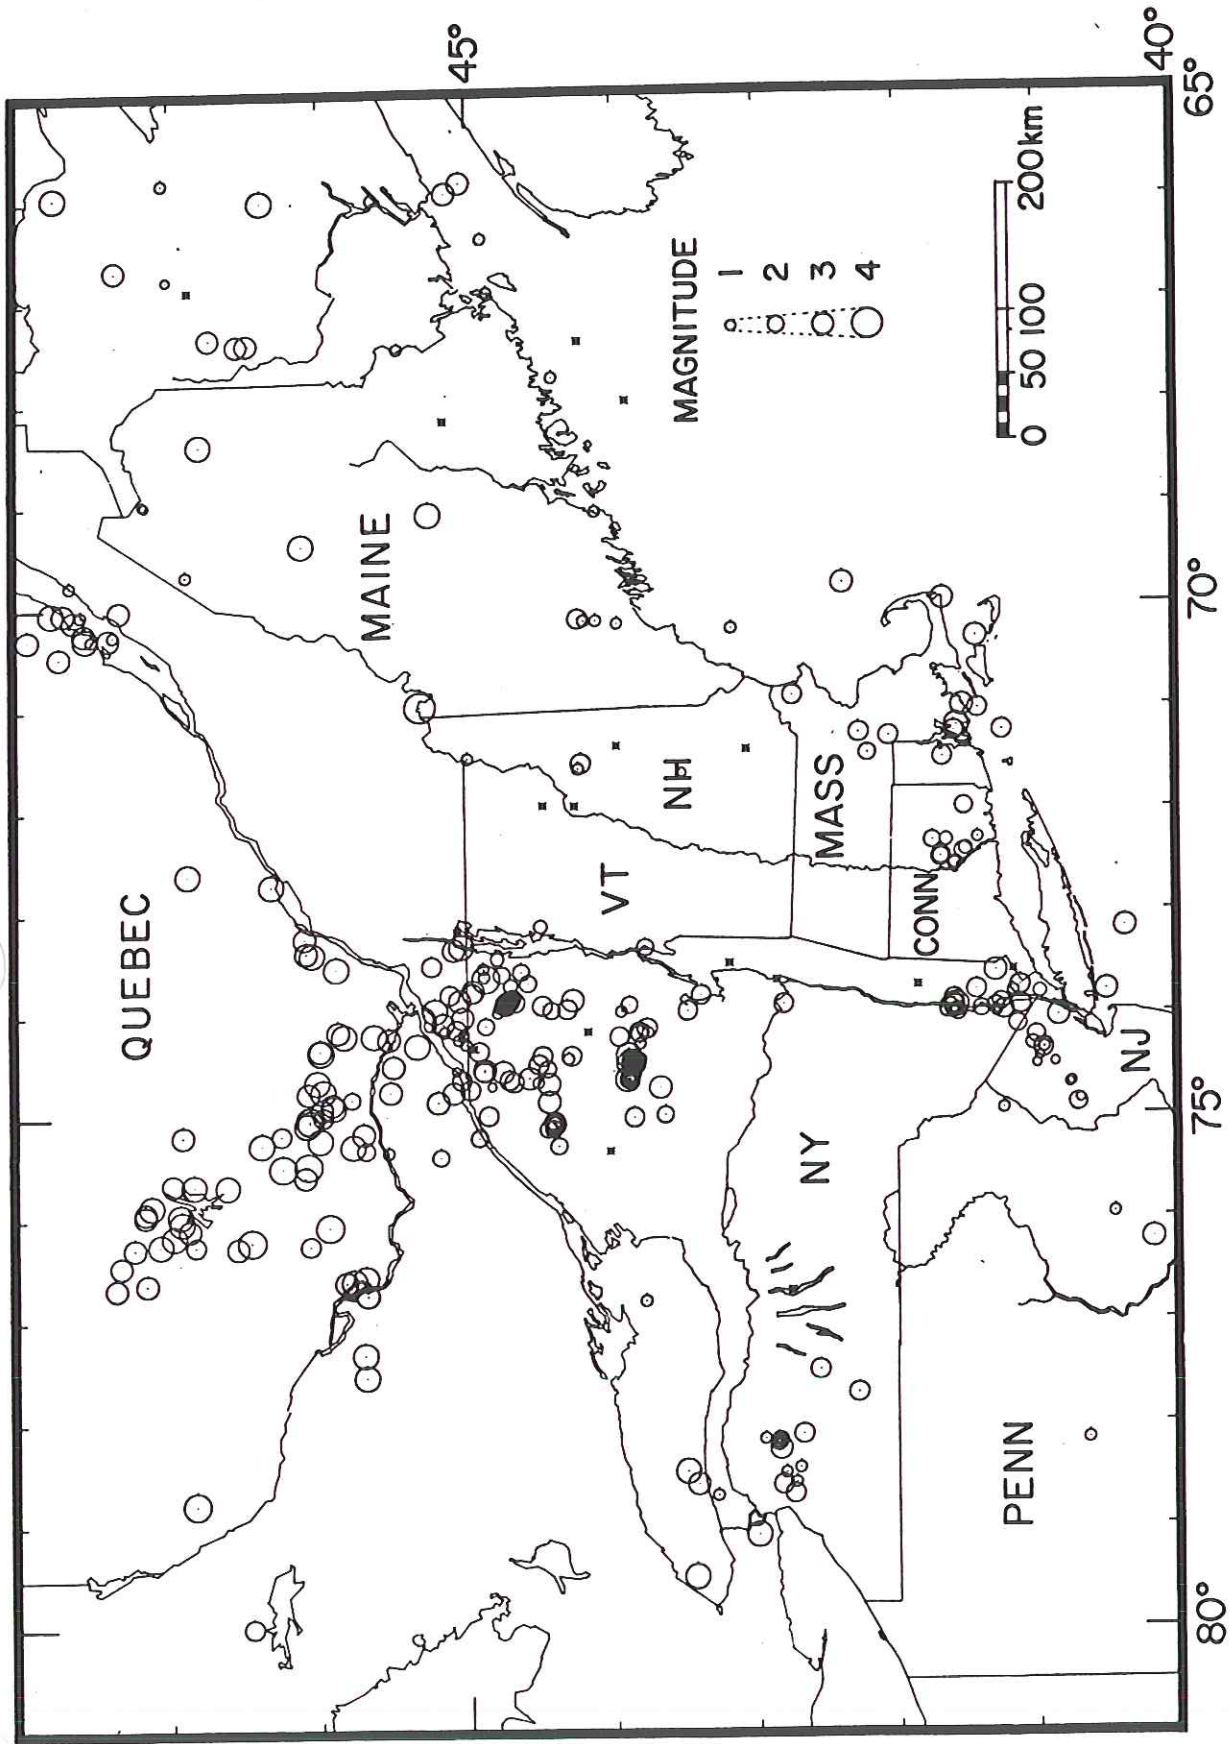 QUEBEC
MAINE
VT
NH
MASS
CONN
NY
NJ
PENN
MAGNITUDE
1
2
3
4
0 50 100 200km
45°
40°
80° 75° 70° 65°